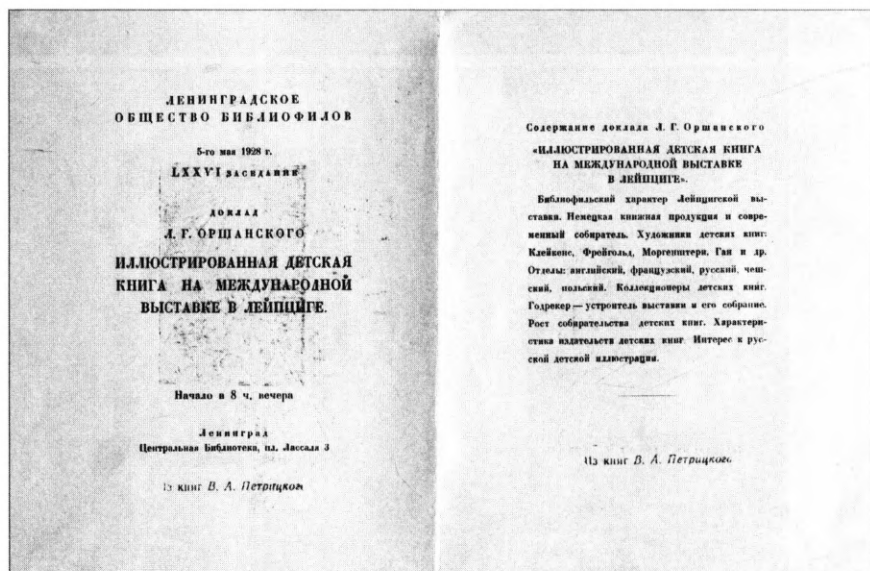 ЛЕНИНГРАДСКОЕ
ОБЩЕСТВО БИБЛИОФИЛОВ
5-го мая 1928 г.
LXXVI ЗАСЕДАНИЕ
ДОКЛАД
Л. Г. ОРШАНСКОГО
ИЛЛЮСТРИРОВАННАЯ ДЕТСКАЯ
КНИГА НА МЕЖДУНАРОДНОЙ
ВЫСТАВКЕ В ЛЕЙПЦИГЕ.
Начало в 8 ч. вечера
Ленинград
Центральная Библиотека, пл. Лассаля 3
Из книг В. А. Петрицкого
Содержание доклада Л. Г. Оршанского
«ИЛЛЮСТРИРОВАННАЯ ДЕТСКАЯ КНИГА
НА МЕЖДУНАРОДНОЙ ВЫСТАВКЕ
В ЛЕЙПЦИГЕ».
Библиофильский характер Лейпцигской вы-
ставки. Немецкая книжная продукция и совре-
менный собиратель. Художники детских книг:
Клейкенс, Фрейгольд, Моргенштерн, Ган и др.
Отделы: английский, французский, русский, чеш-
ский, польский. Коллекционеры детских книг.
Годрекер — устроитель выставки и его собрание.
Рост собирательства детских книг. Характери-
стика издательств детских книг. Интерес к рус-
ской детской иллюстрации.
Из книг В. А. Петрицкого